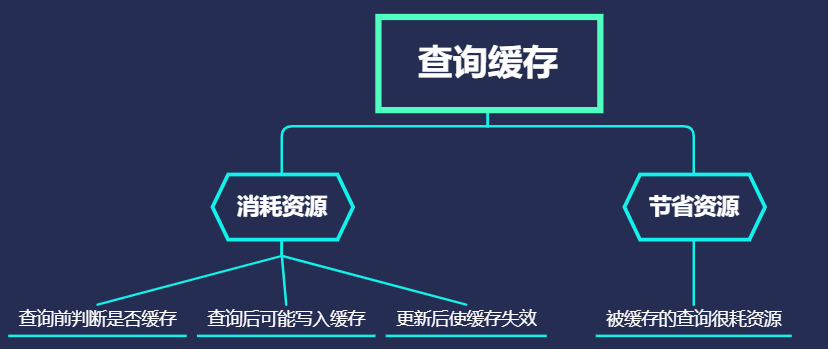 查询缓存
消耗资源
节省资源
查询前判断是否缓存
查询后可能写入缓存
更新后使缓存失效
被缓存的查询很耗资源